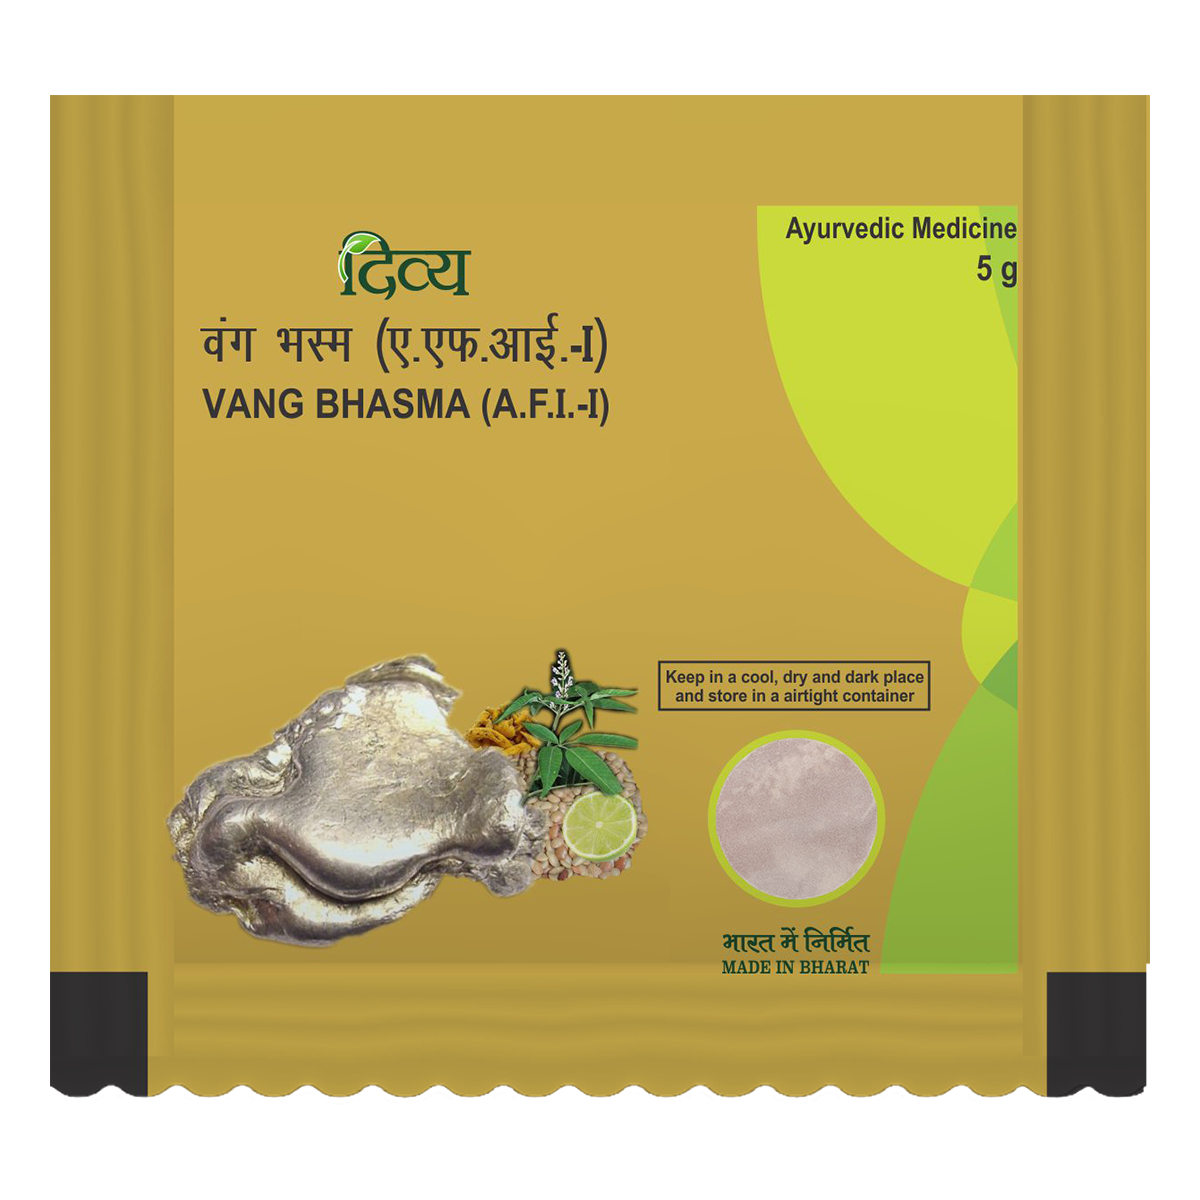 दिव्य
वंग भस्म (ए.एफ.आई.-I)
VANG BHASMA (A.F.I.-I)
Ayurvedic Medicine
5 g
Keep in a cool, dry and dark place
and store in a airtight container
भारत में निर्मित
MADE IN BHARAT